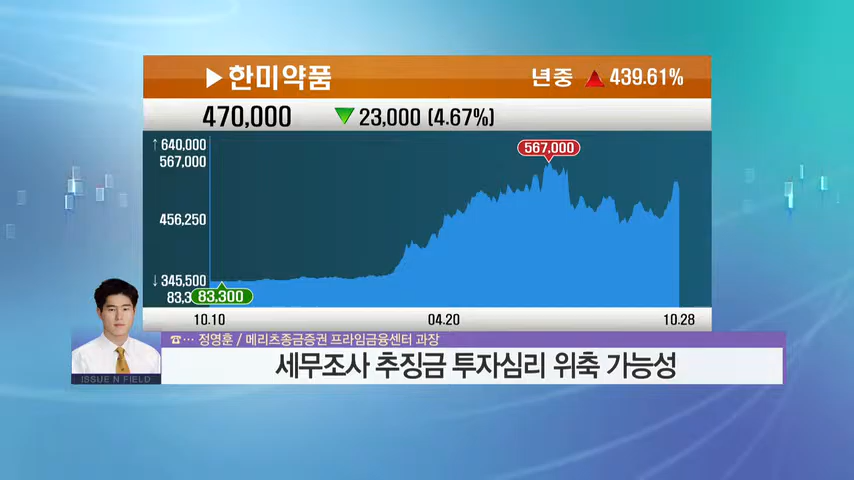 ▶한미약품 년중 ▲ 439.61%
470,000 ▼ 23,000 (4.67%)
↑640,000
567,000
567,000
456,250
↓345,500
83,300
10.10 04.20 10.28
☎… 정영훈 / 메리츠종금증권 프라임금융센터 과장
세무조사 추징금 투자심리 위축 가능성
ISSUE N FIELD